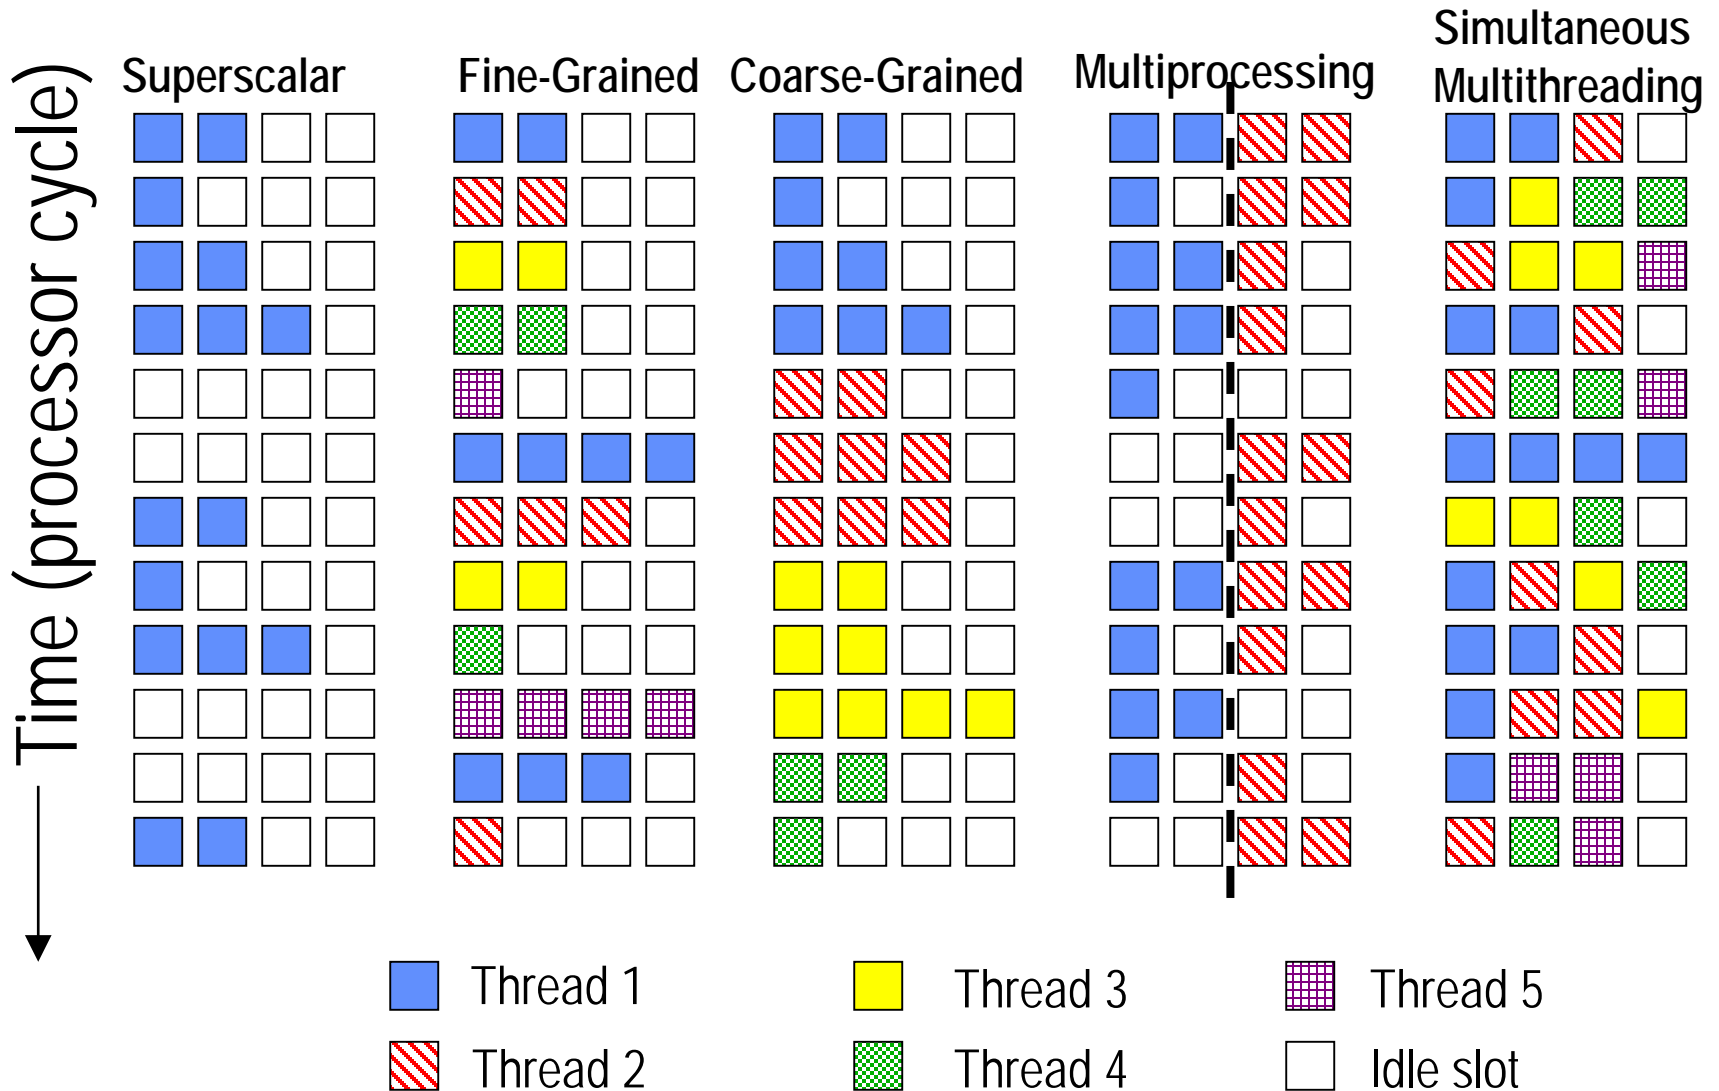 Time (processor cycle)
Superscalar
Fine-Grained
Coarse-Grained
Multiprocessing
Simultaneous
Multithreading
Thread 1
Thread 3
Thread 5
Thread 2
Thread 4
Idle slot